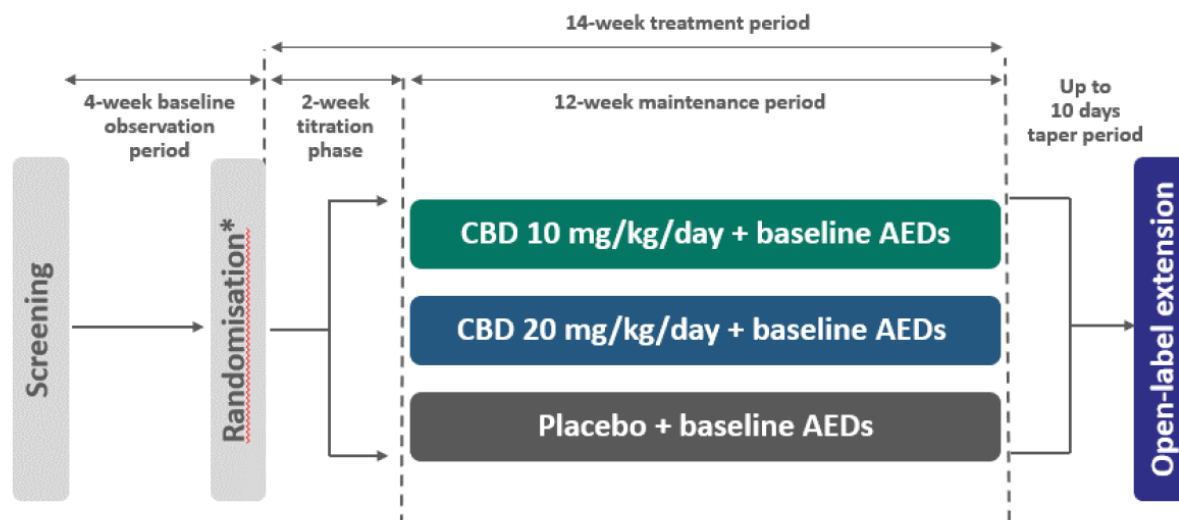 14-week treatment period
4-week baseline
observation
period
2-week
titration
phase
12-week maintenance period
Up to
10 days
taper period
Screening
Randomisation*
CBD 10 mg/kg/day + baseline AEDs
CBD 20 mg/kg/day + baseline AEDs
Placebo + baseline AEDs
Open-label extension